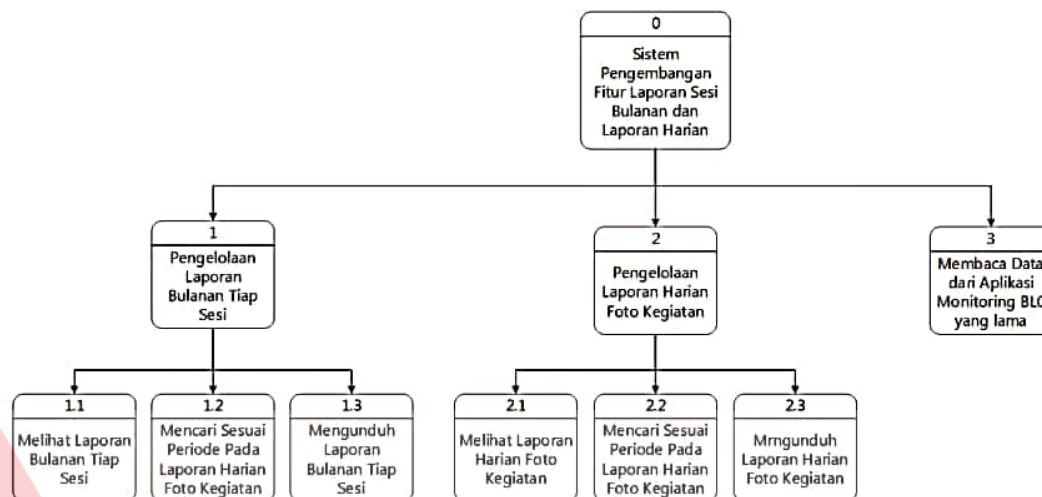 0
Sistem
Pengembangan
Fitur Laporan Sesi
Bulanan dan
Laporan Harian
1
Pengelolaan
Laporan
Bulanan Tiap
Sesi
2
Pengelolaan
Laporan Harian
Foto Kegiatan
3
Membaca Data
dari Aplikasi
Monitoring
yang lama
1.1
Melihat Laporan
Bulanan Tiap
Sesi
1.2
Mencari Sesuai
Periode Pada
Laporan Harian
Foto Kegiatan
1.3
Mengunduh
Laporan
Bulanan Tiap
Sesi
2.1
Melihat Laporan
Harian Foto
Kegiatan
2.2
Mencari Sesuai
Periode Pada
Laporan Harian
Foto Kegiatan
2.3
Mrngunduh
Laporan Harian
Foto Kegiatan